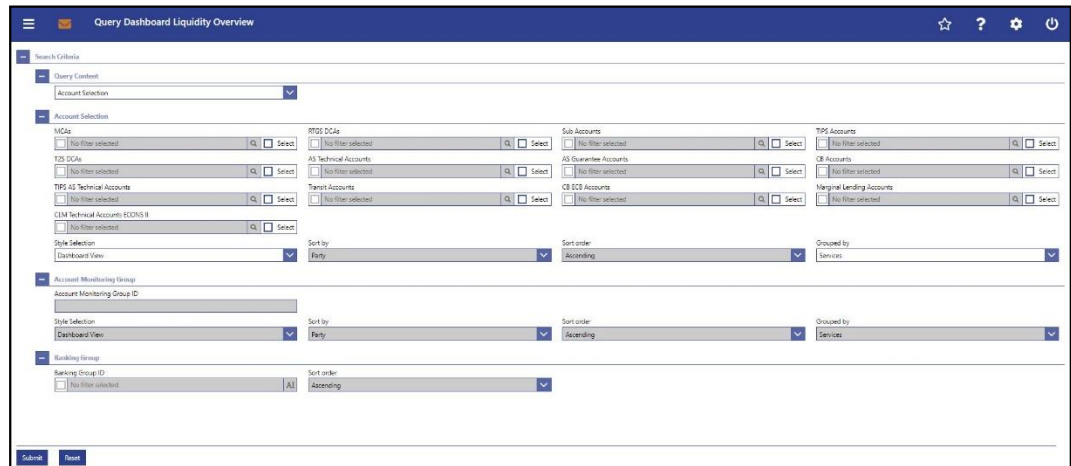 Query Dashboard Liquidity Overview
Search Criteria
Query Content
Account Selection
Account Selection
MCAs RTGS DCAs Sub Accounts TIPS Accounts
No filter selected Select No filter selected Select No filter selected Select No filter selected Select
T2S DCAs AS Technical Accounts AS Guarantee Accounts CB Accounts
No filter selected Select No filter selected Select No filter selected Select No filter selected Select
TIPS AS Technical Accounts Transit Accounts CB ECB Accounts Marginal Lending Accounts
No filter selected Select No filter selected Select No filter selected Select No filter selected Select
CLM Technical Accounts ECONS II
No filter selected Select
Style Selection Sort by Sort order Grouped by
Dashboard View Party Ascending Services
Account Monitoring Group
Account Monitoring Group ID
Style Selection Sort by Sort order Grouped by
Dashboard View Party Ascending Services
Banking Group
Banking Group ID Sort order
No filter selected AI Ascending
Submit Reset